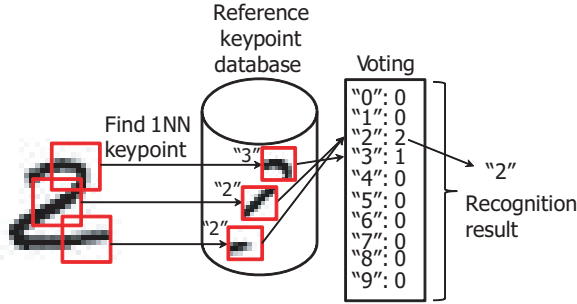 Reference
keypoint
database
Voting
Find 1NN
keypoint
“3”
“2”
“2”
“0”: 0
“1”: 0
“2”: 2
“3”: 1
“4”: 0
“5”: 0
“6”: 0
“7”: 0
“8”: 0
“9”: 0
“2”
Recognition
result